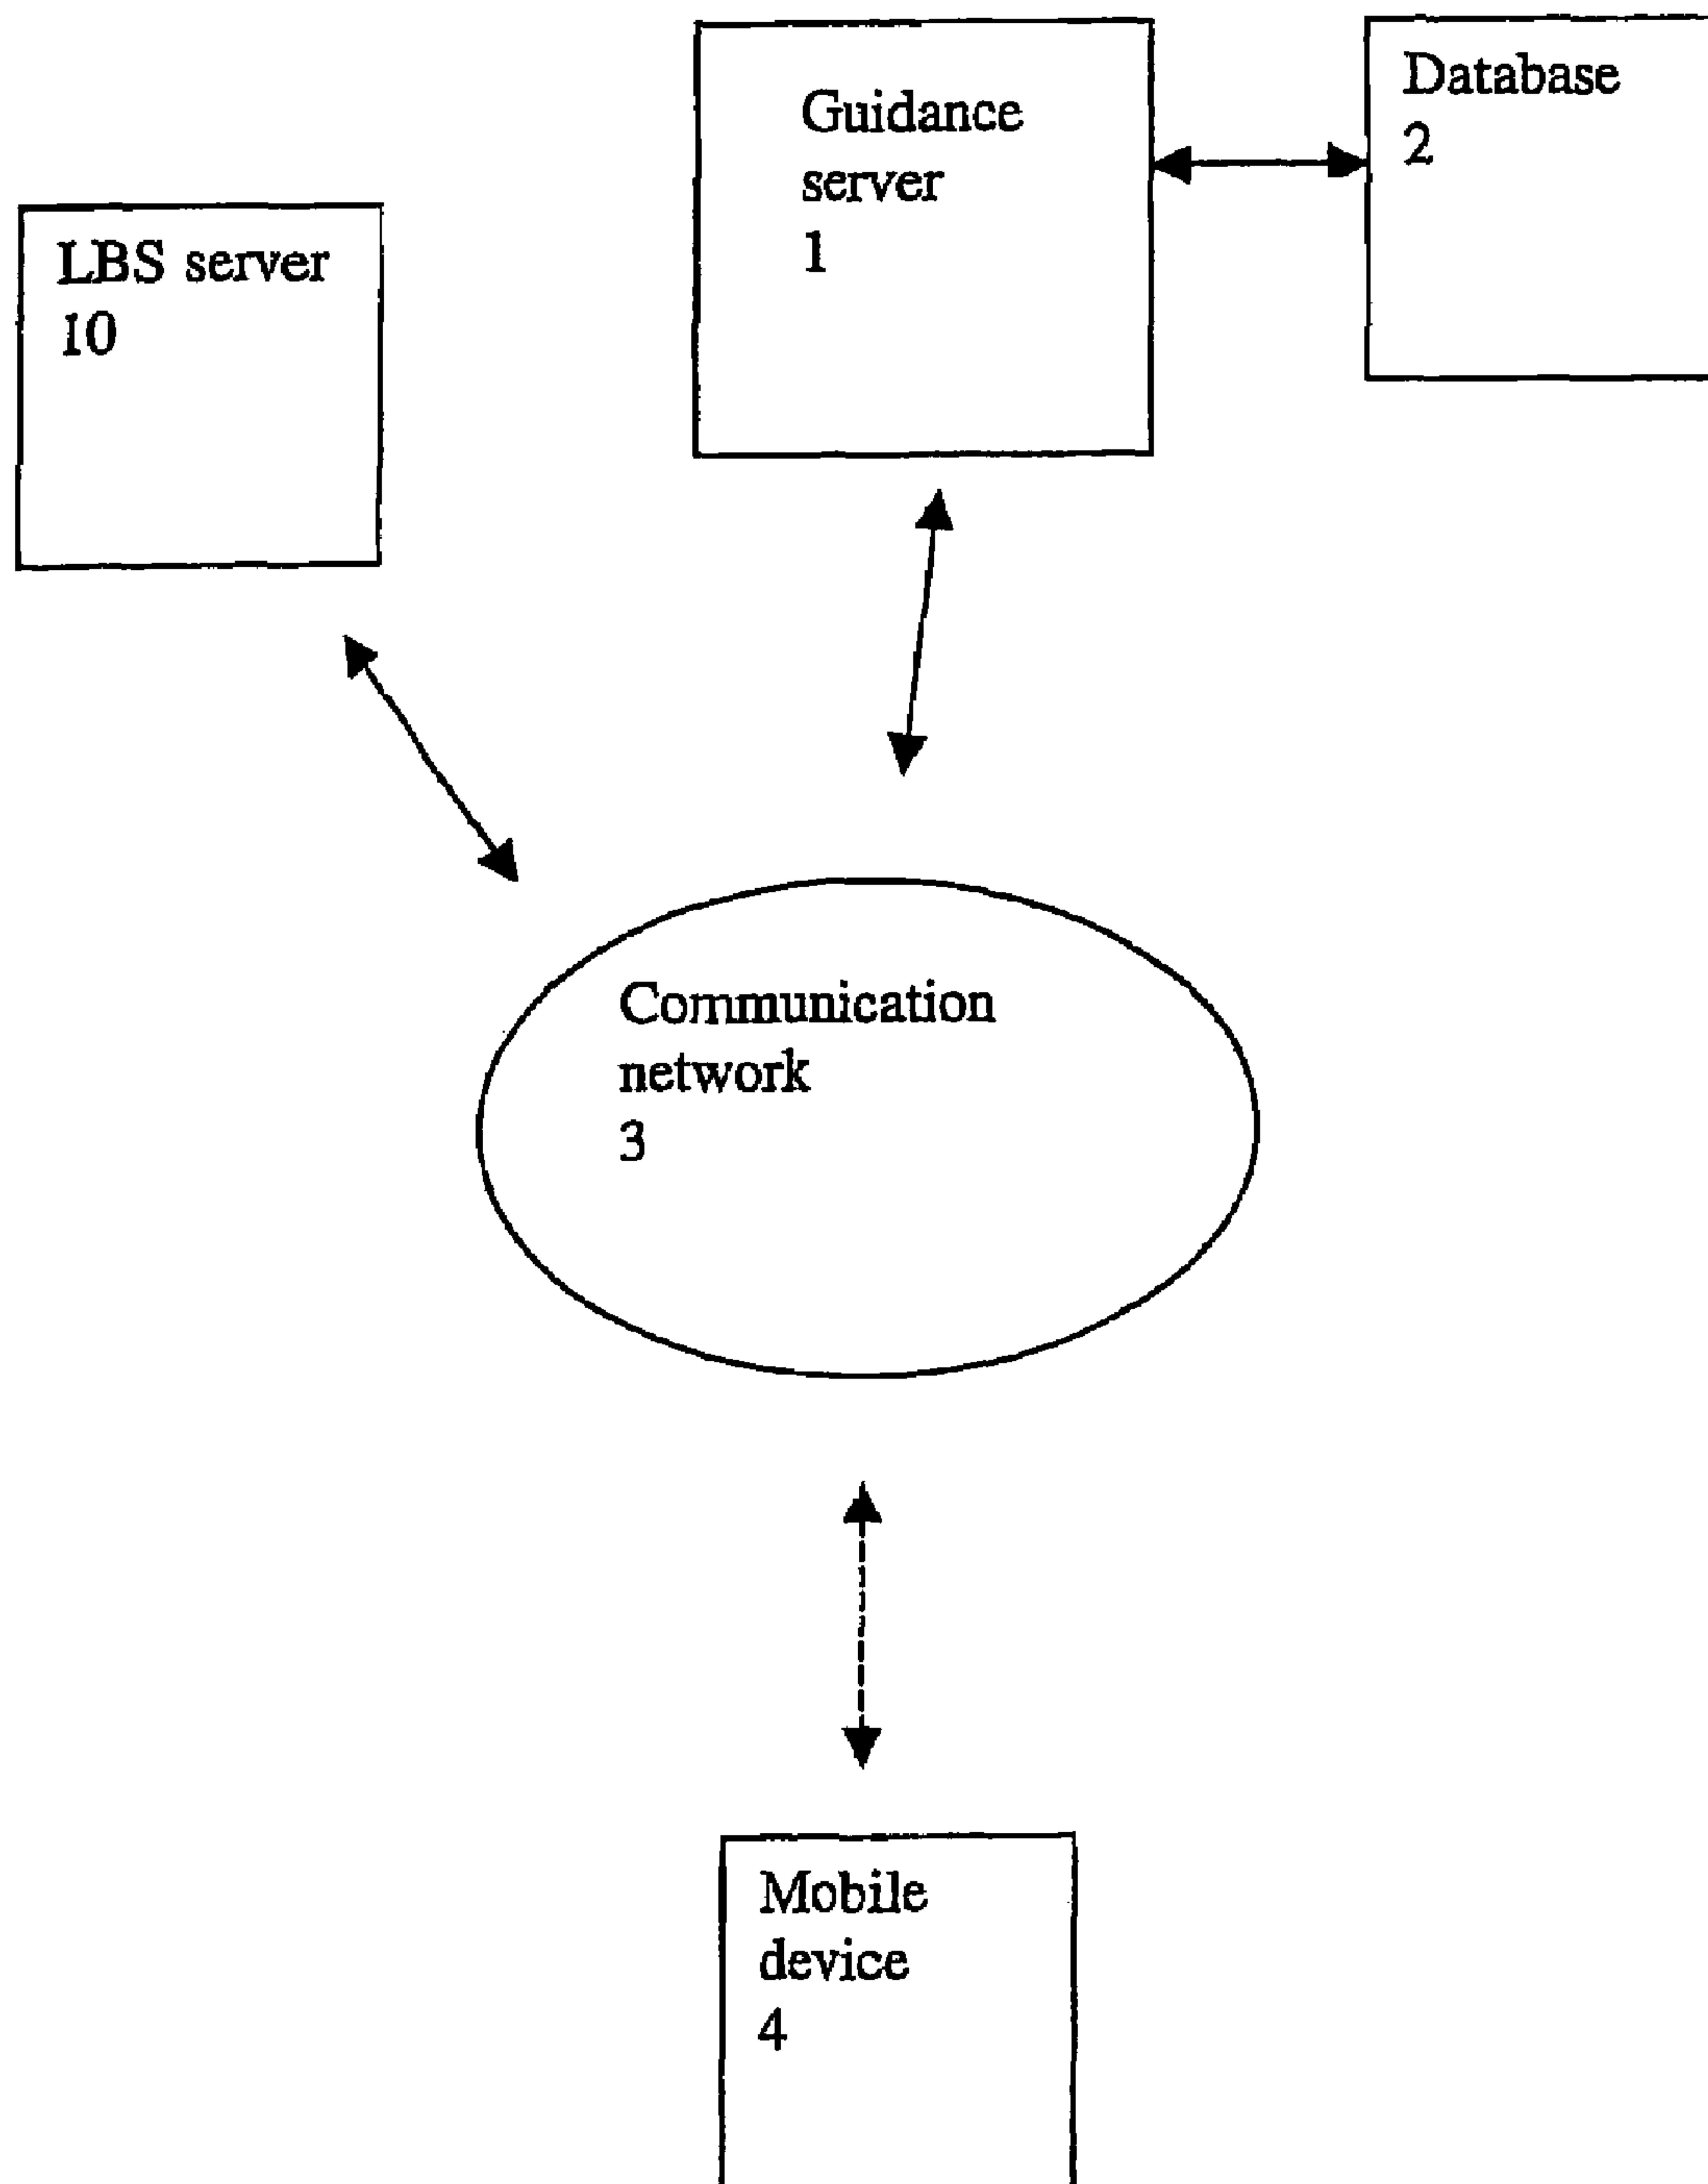 Guidance
server
1
Database
2
LBS server
10
Communication
network
3
Mobile
device
4